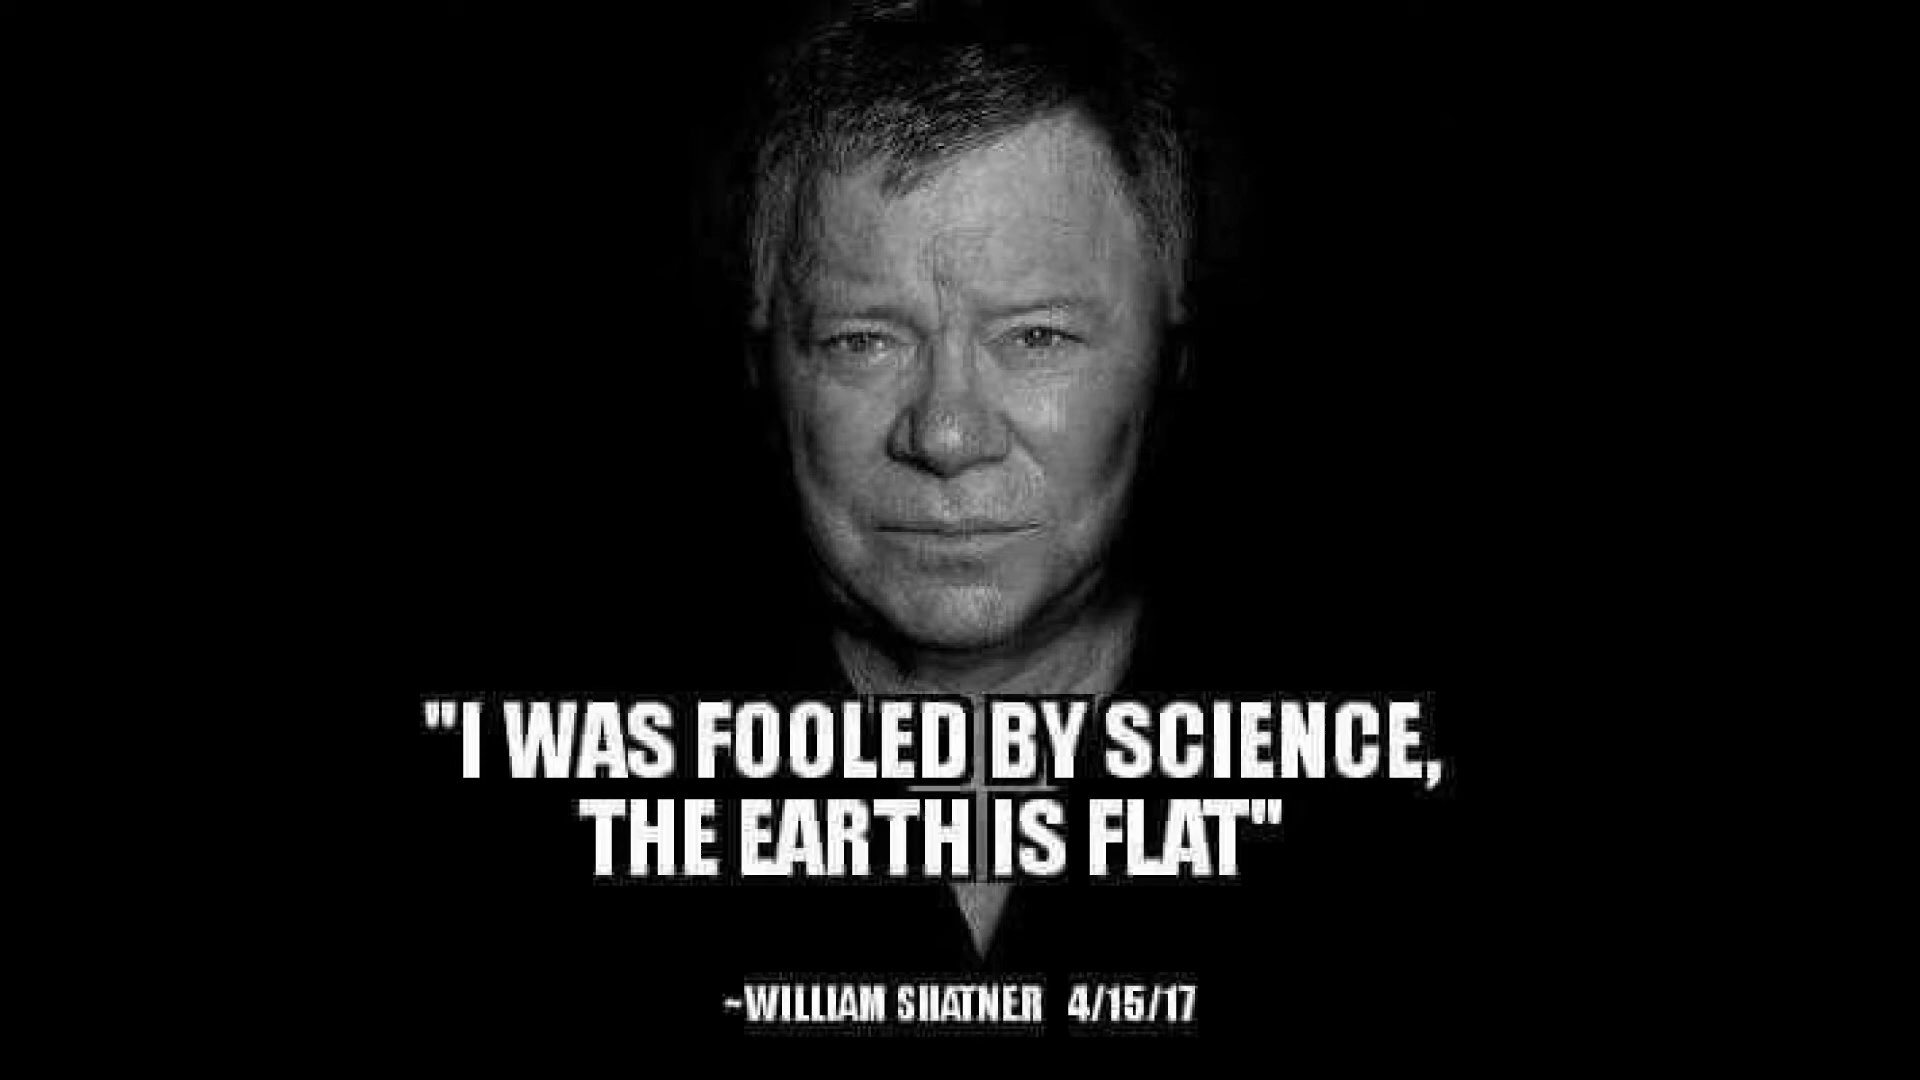 "I WAS FOOLED BY SCIENCE,
THE EARTH IS FLAT"
~WILLIAM SHATNER 4/15/17